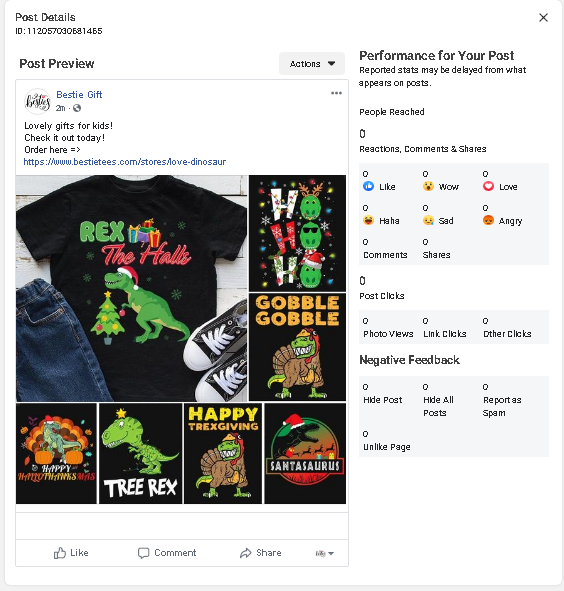 Post Details
ID: 112057030681465
Post Preview
Actions
Bestie Gift
2m ·
Lovely gifts for kids!
Check it out today!
Order here =>
https://www.bestietees.com/stores/love-dinosaur
REX
The Halls
HO
HO
HO
GOBBLE
GOBBLE
HAPPY
HALLOTHANKSMAS
TREE REX
HAPPY
TREXGIVING
SANTASAURUS
Like
Comment
Share
Performance for Your Post
Reported stats may be delayed from what
appears on posts.
People Reached
0
Reactions, Comments & Shares
0 0 0
Like Wow Love
0 0 0
Haha Sad Angry
0 0
Comments Shares
0
Post Clicks
0 0 0
Photo Views Link Clicks Other Clicks
Negative Feedback
0 0 0
Hide Post Hide All Report as
Posts Spam
0
Unlike Page